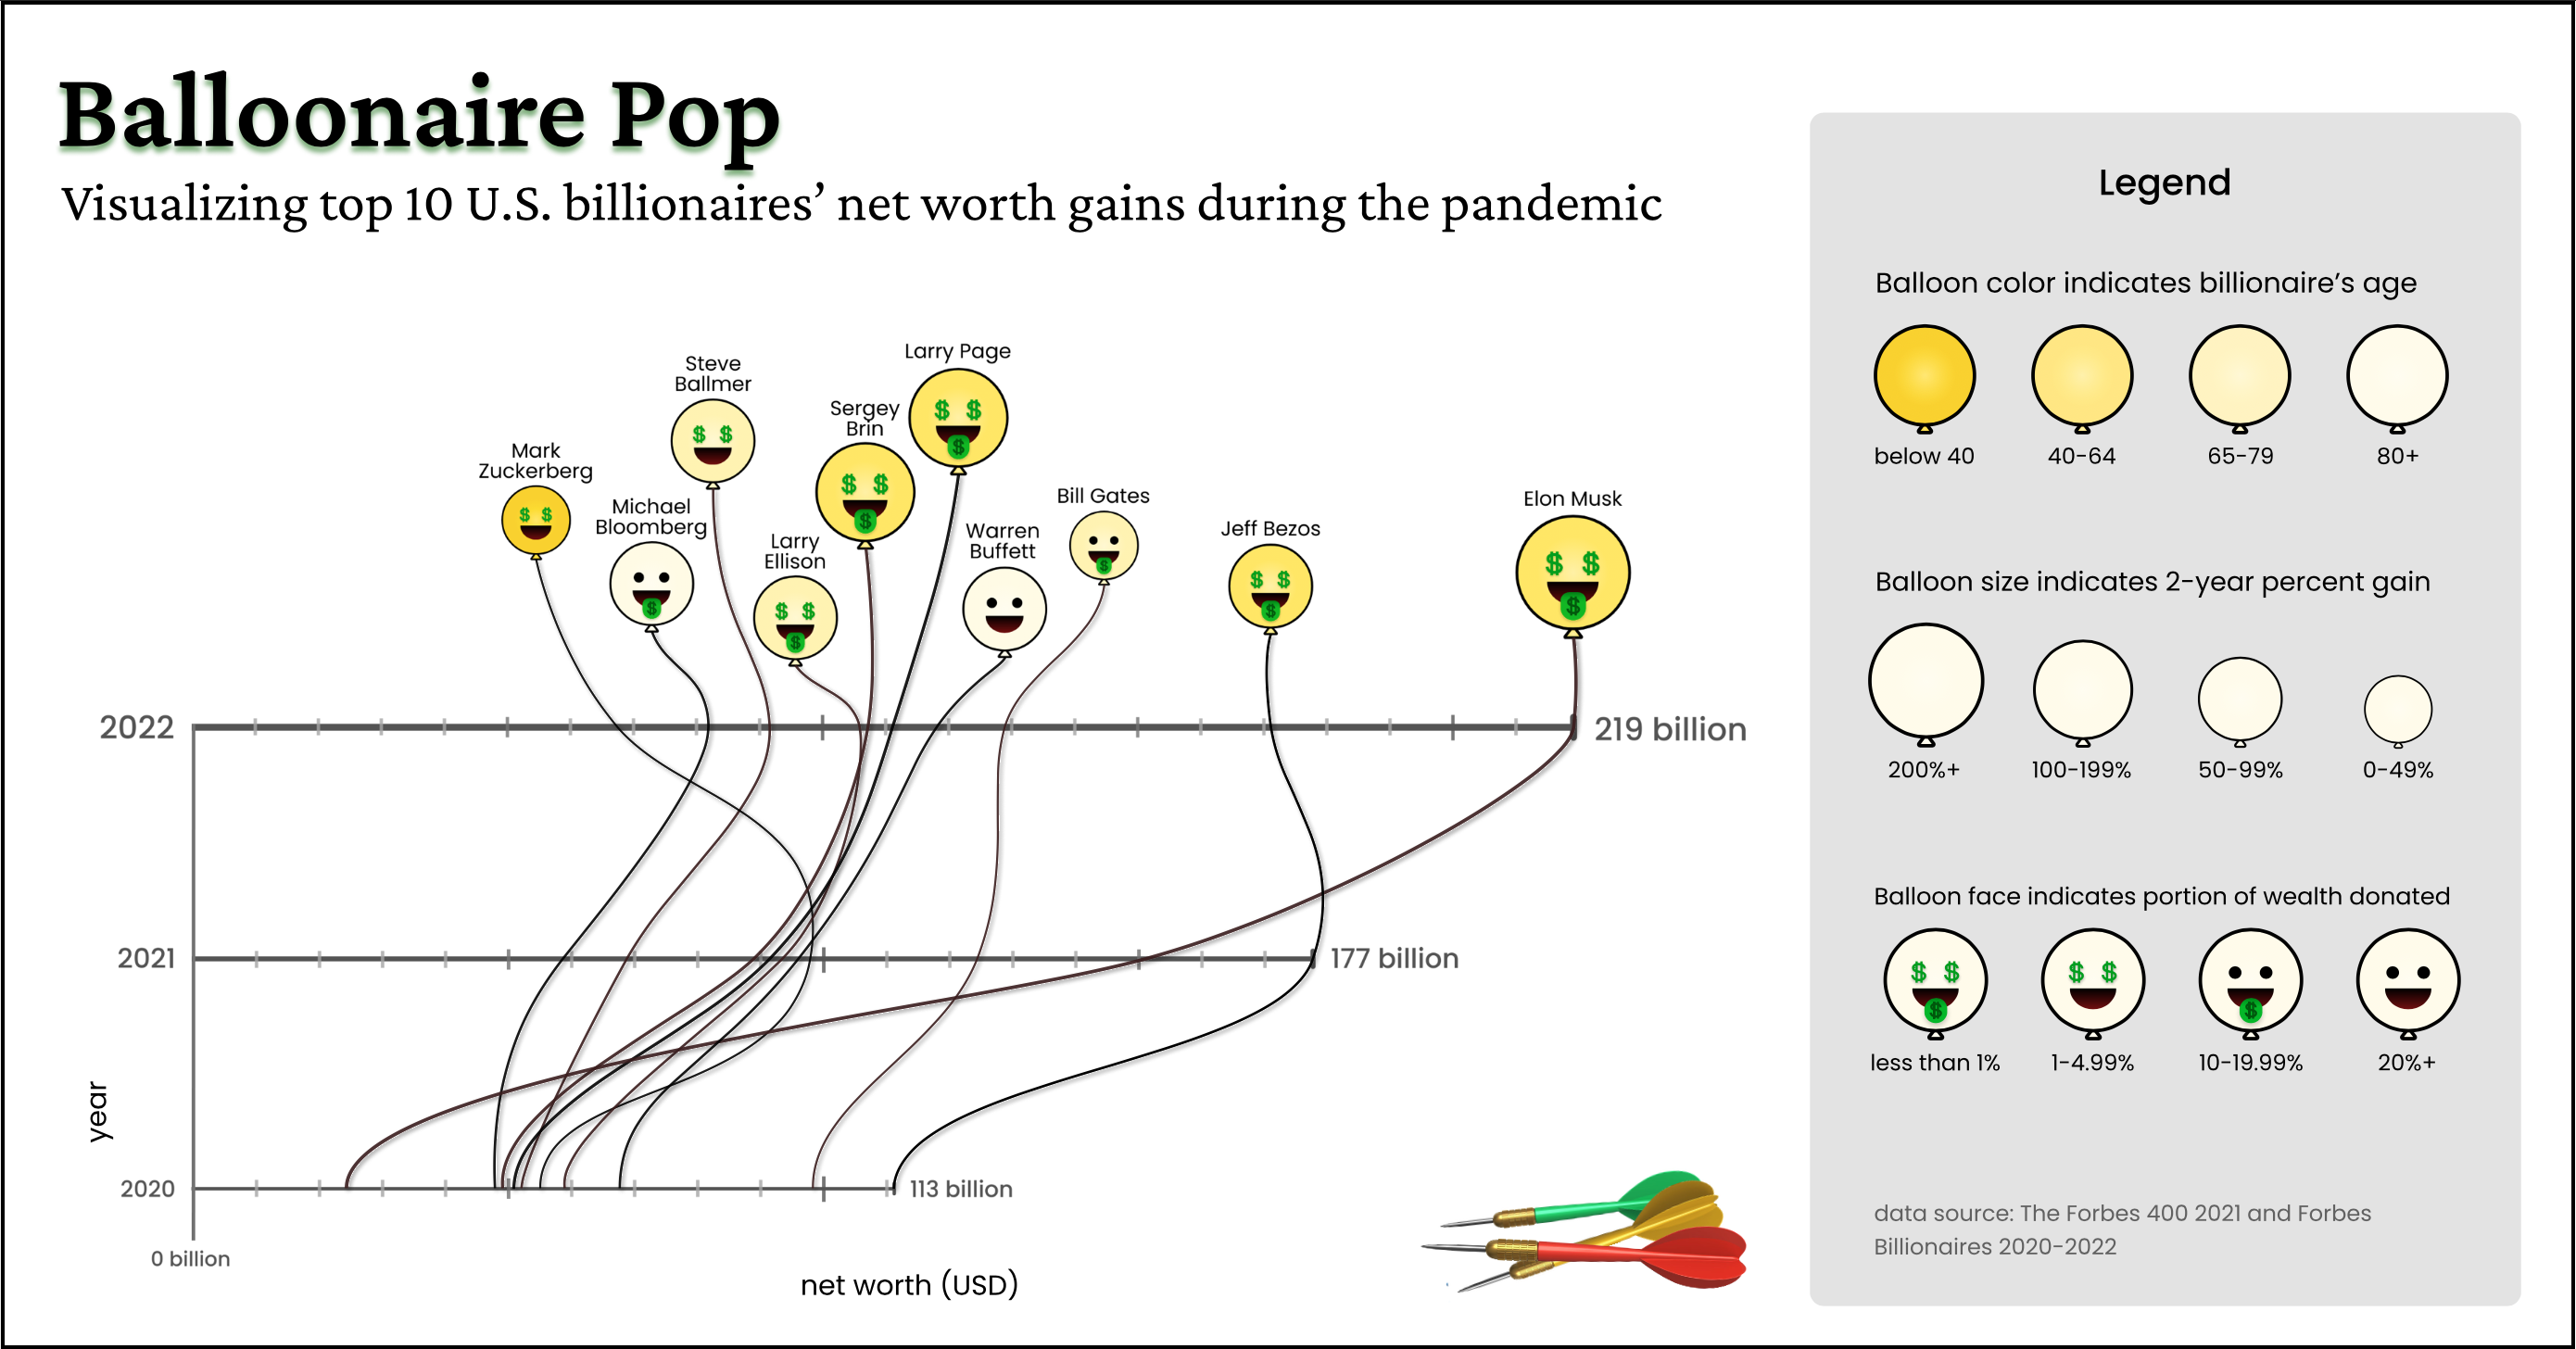 Balloonaire Pop
Visualizing top 10 U.S. billionaires’ net worth gains during the pandemic
Larry Page
Steve
Ballmer
Sergey
Brin
Mark
Zuckerberg
Michael
Bloomberg
Larry
Ellison
Warren
Buffett
Bill Gates
Jeff Bezos
Elon Musk
$ $
$ $
$
$ $
$
$ $
$
$ $
$
$
$ $
$
$ $
$
2022
219 billion
2021
177 billion
2020
113 billion
year
0 billion
net worth (USD)
Legend
Balloon color indicates billionaire’s age
below 40
40-64
65-79
80+
Balloon size indicates 2-year percent gain
200%+
100-199%
50-99%
0-49%
Balloon face indicates portion of wealth donated
$ $
$
$ $
$
less than 1%
1-4.99%
10-19.99%
20%+
data source: The Forbes 400 2021 and Forbes
Billionaires 2020-2022